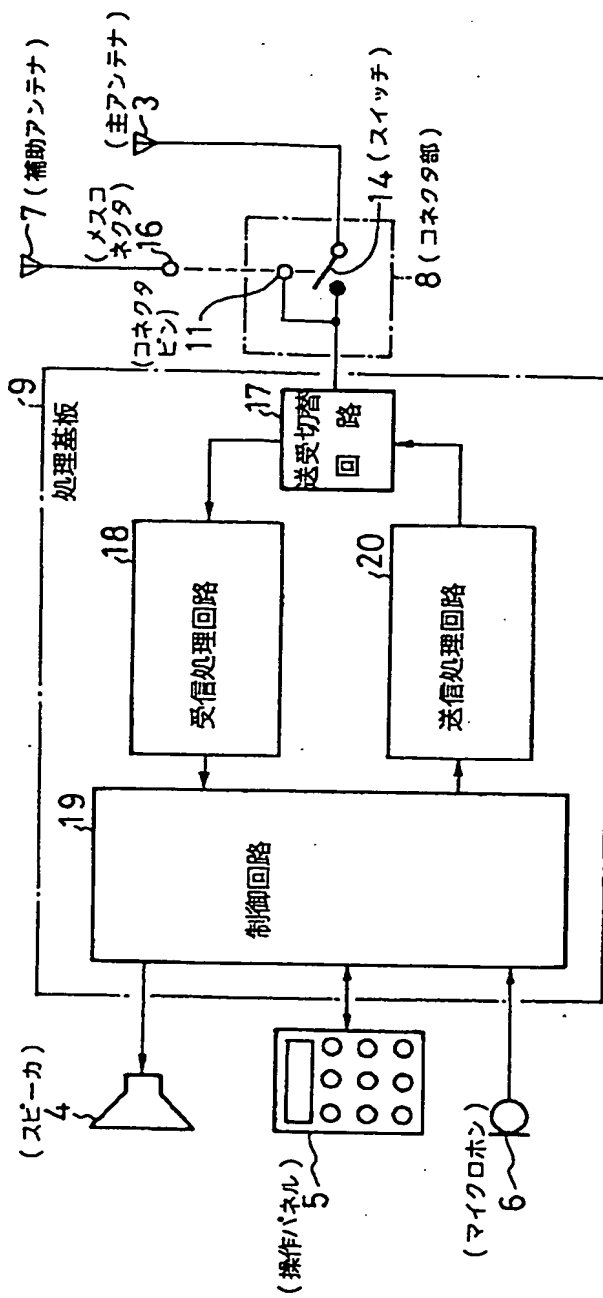 7(補助アンテナ)
(主アンテナ)
3
(メスコ
ネクタ)
16
(コネクタ
ピン)
11
14(スイッチ)
8(コネクタ部)
9
処理基板
17
送受切替
回路
18
受信処理回路
20
送信処理回路
19
制御回路
(スピーカ)
4
(操作パネル)
5
(マイクロホン)
6